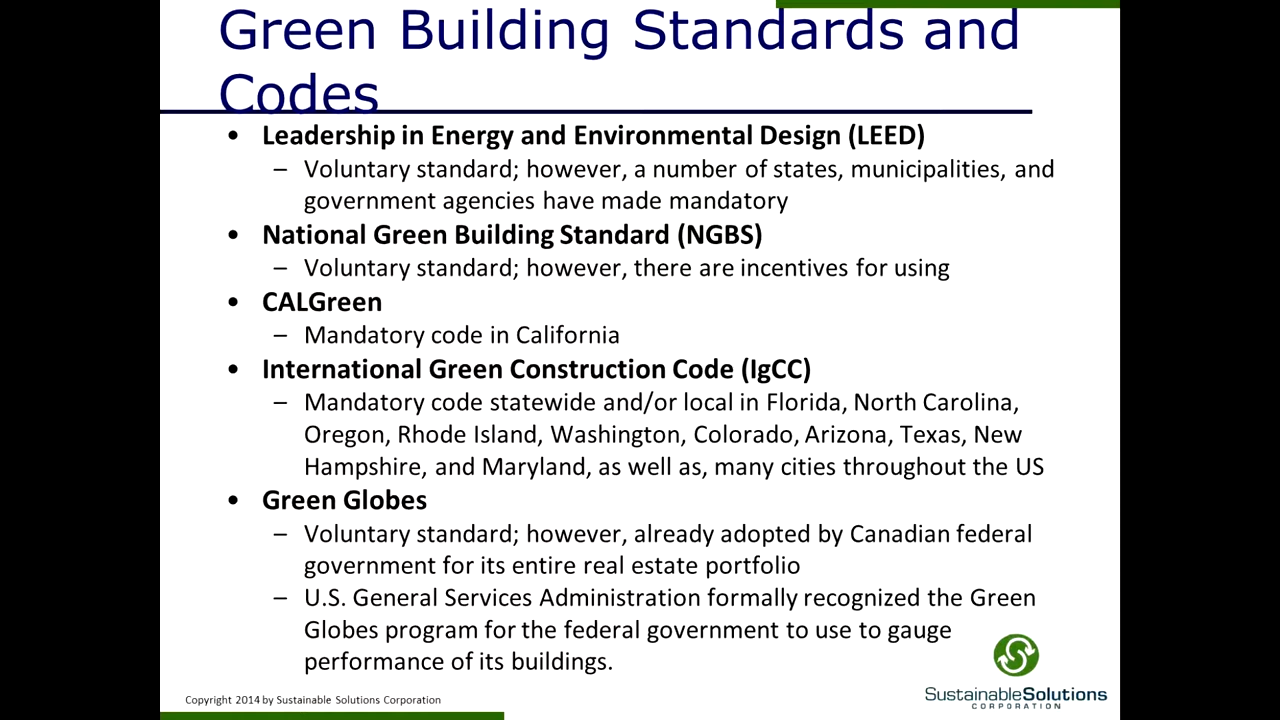 Green Building Standards and
Codes
• Leadership in Energy and Environmental Design (LEED)
– Voluntary standard; however, a number of states, municipalities, and
government agencies have made mandatory
• National Green Building Standard (NGBS)
– Voluntary standard; however, there are incentives for using
• CALGreen
– Mandatory code in California
• International Green Construction Code (IgCC)
– Mandatory code statewide and/or local in Florida, North Carolina,
Oregon, Rhode Island, Washington, Colorado, Arizona, Texas, New
Hampshire, and Maryland, as well as, many cities throughout the US
• Green Globes
– Voluntary standard; however, already adopted by Canadian federal
government for its entire real estate portfolio
– U.S. General Services Administration formally recognized the Green
Globes program for the federal government to use to gauge
performance of its buildings.
Copyright 2014 by Sustainable Solutions Corporation
SustainableSolutions
CORPORATION